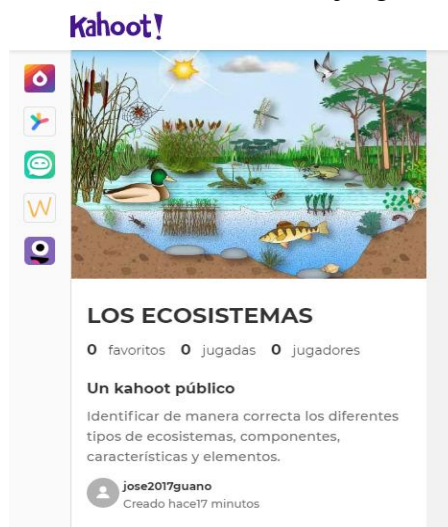 Kahoot!
LOS ECOSISTEMAS
0 favoritos 0 jugadas 0 jugadores
Un kahoot público
Identificar de manera correcta los diferentes
tipos de ecosistemas, componentes,
características y elementos.
jose2017guano
Creado hace17 minutos